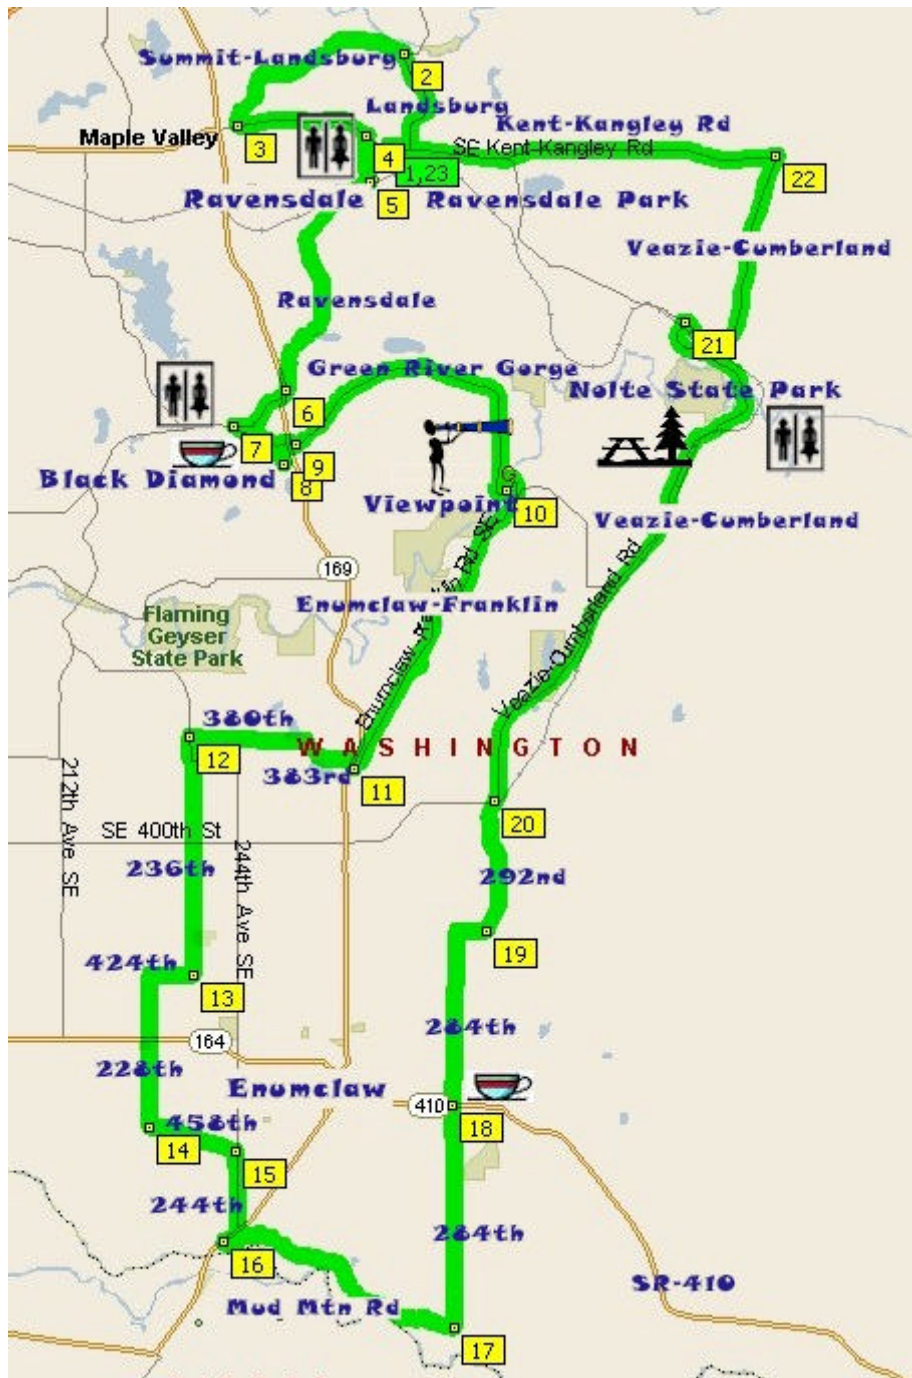 Summit-Landsburg
2
Landsburg
Kent-Kangley Rd
Maple Valley
3
4
SE Kent Kangley Rd
1,23
22
Ravensdale
5
Ravensdale Park
Veazie-Cumberland
Ravensdale
21
Green River Gorge
Nolte State Park
6
7
9
8
Black Diamond
G
Viewpoint
10
Veazie-Cumberland
169
Enumclaw-Franklin
Rd SE
Flaming
Geyser
State Park
Veazie-Cumberland Rd
Enumclaw
380th
WASHINGTON
12
383rd
11
212th Ave SE
SE 400th St
20
244th Ave SE
236th
292nd
19
424th
13
284th
164
228th
Enumclaw
410
18
458th
14
15
244th
284th
16
SR-410
Mud Mtn Rd
17